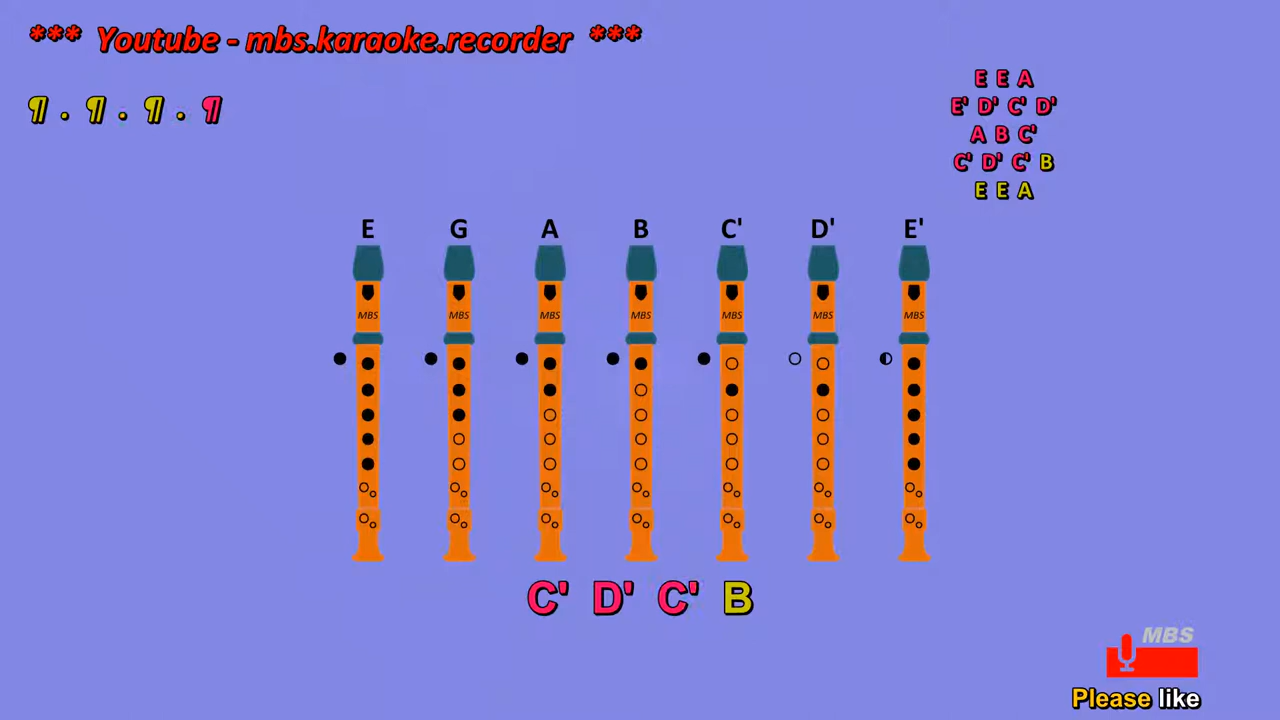 *** Youtube - mbs.karaoke.recorder ***
¶ . ¶ . ¶ . ¶
E E A
E' D' C' D'
A B C'
C' D' C' B
E E A
E G A B C' D' E'
MBS MBS MBS MBS MBS MBS MBS
C' D' C' B
MBS
Please like